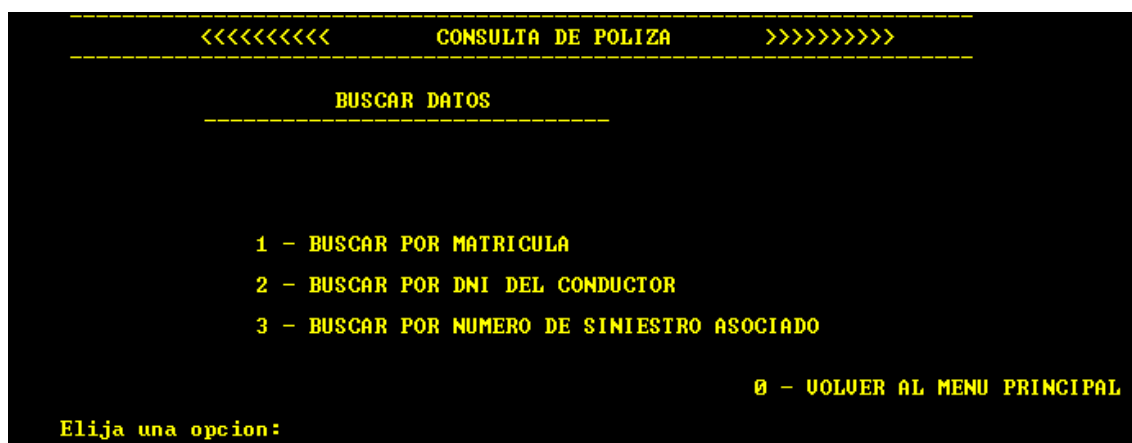 <<<<<<<<<< CONSULTA DE POLIZA >>>>>>>>>>
BUSCAR DATOS
1 - BUSCAR POR MATRICULA
2 - BUSCAR POR DNI DEL CONDUCTOR
3 - BUSCAR POR NUMERO DE SINIESTRO ASOCIADO
0 - VOLVER AL MENU PRINCIPAL
Elija una opcion: